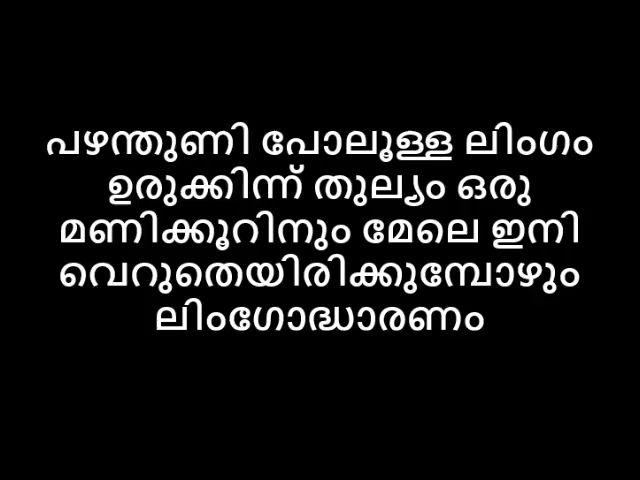 പഴന്തുണി പോലൂള്ള ലിംഗം
ഉരുക്കിന്ന് തുല്യം ഒരു
മണിക്കൂറിനും മേലെ ഇനി
വെറുതെയിരിക്കുമ്പോഴും
ലിംഗോദ്ധാരണം